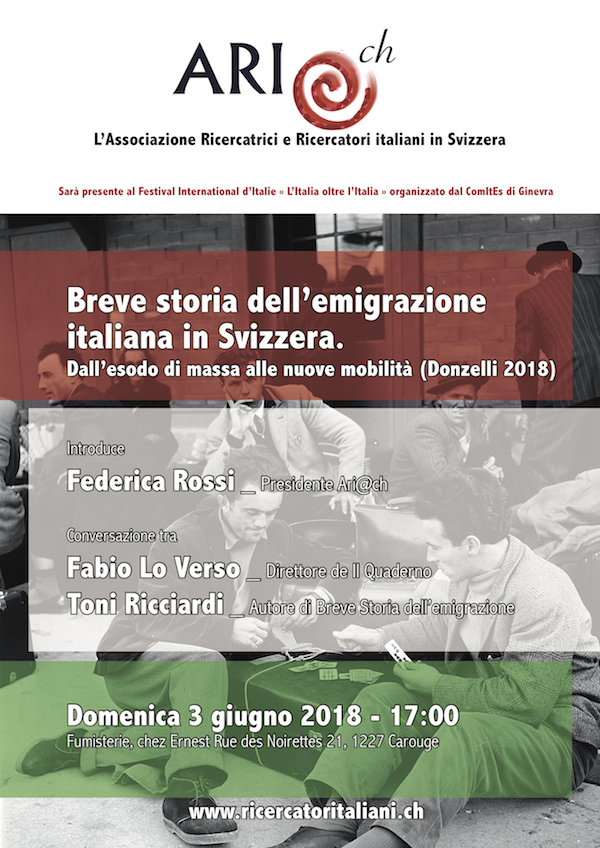 ARI@ch
L'Associazione Ricercatrici e Ricercatori italiani in Svizzera
Sarà presente al Festival International d'Italie « L'Italia oltre l'Italia » organizzato dal ComItEs di Ginevra
Breve storia dell'emigrazione
italiana in Svizzera.
Dall'esodo di massa alle nuove mobilità (Donzelli 2018)
Introduce
Federica Rossi _ Presidente Ari@ch
Conversazione tra
Fabio Lo Verso _ Direttore de Il Quaderno
Toni Ricciardi _ Autore di Breve Storia dell'emigrazione
Domenica 3 giugno 2018 - 17:00
Fumisterie, chez Ernest Rue des Noirettes 21, 1227 Carouge
www.ricercatoritaliani.ch